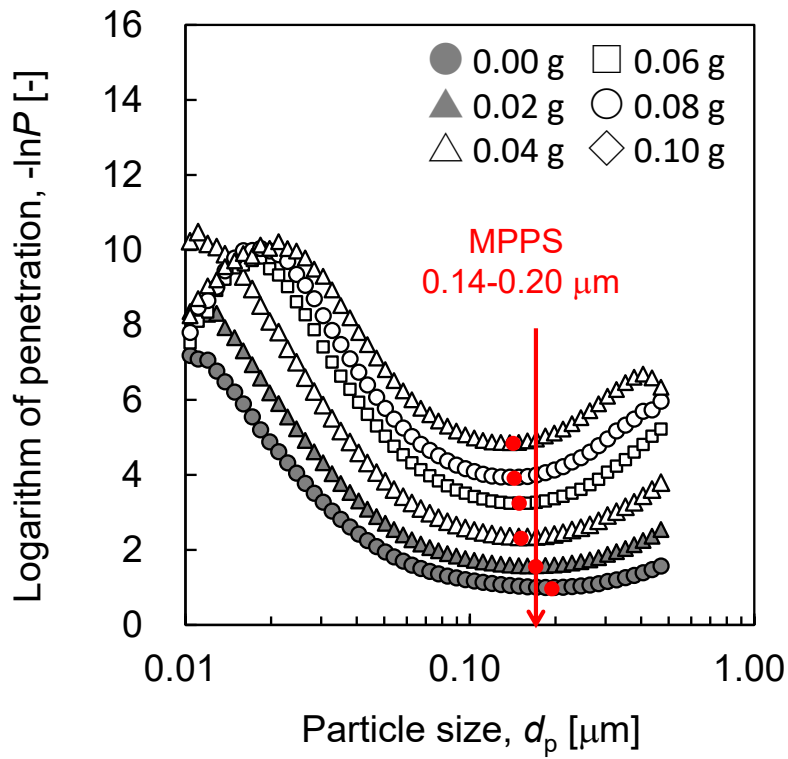 Logarithm of penetration, -lnP [-]
16
14
12
10
8
6
4
2
0
0.00 g
0.06 g
0.02 g
0.08 g
0.04 g
0.10 g
MPPS
0.14-0.20 μm
0.01
0.10
1.00
Particle size, dp [μm]